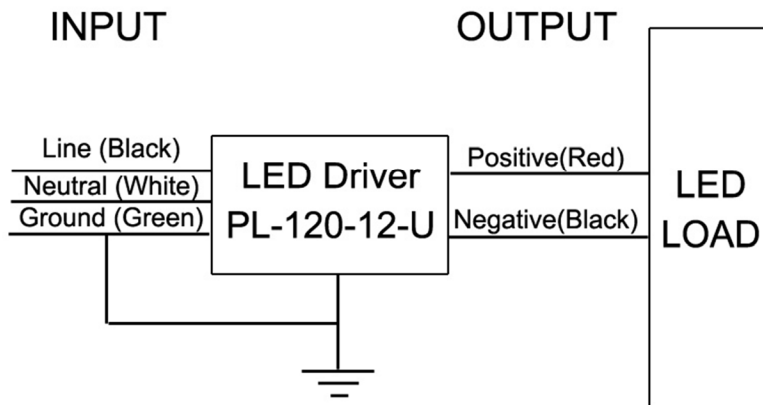 INPUT
OUTPUT
Line (Black)
Neutral (White)
Ground (Green)
LED Driver
PL-120-12-U
Positive(Red)
Negative(Black)
LED
LOAD